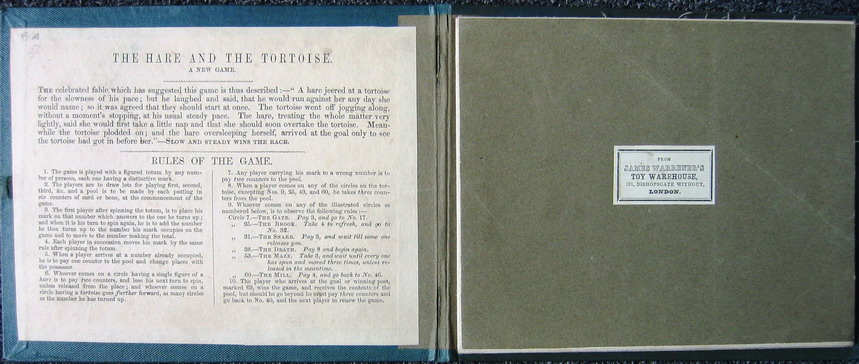 THE HARE AND THE TORTOISE.
A NEW GAME.
THE celebrated fable which has suggested this game is thus described:—" A hare jeered at a tortoise
for the slowness of his pace; but he laughed and said, that he would run against her any day she
would name; so it was agreed that they should start at once. The tortoise went off jogging along,
without a moment's stopping, at his usual steady pace. The hare, treating the whole matter very
lightly, said she would first take a little nap and that she should soon overtake the tortoise. Mean-
while the tortoise plodded on; and the hare oversleeping herself, arrived at the goal only to see
the tortoise had got in before her."—SLOW AND STEADY WINS THE RACE.
RULES OF THE GAME.
1. The game is played with a figured totum by any num-
ber of persons, each one having a distinctive mark.
2. The players are to draw lots for playing first, second,
third, &c. and a pool is to be made by each putting in
six counters of card or bone, at the commencement of the
game.
3. The first player after spinning the totum, is to place his
mark on that number which answers to the one he turns up;
and when it is his turn to spin again, he is to add the number
he then turns up to the number his mark occupies on the
game and to move to the number making the total.
4. Each player in succession moves his mark by the same
rule after spinning the totum.
5. When a player arrives at a number already occupied,
he is to pay one counter to the pool and change places with
the possessor.
6. Whoever comes on a circle having a single figure of a
hare is to pay two counters, and lose his next turn to spin,
unless released from the place; and whoever comes on a
circle having a tortoise goes further forward, as many circles
as the number he has turned up.
7. Any player carrying his mark to a wrong number is to
pay two counters to the pool.
8. When a player comes on any of the circles on the tor-
toise, excepting Nos. 9, 25, 43, and 60, he takes three coun-
ters from the pool.
9. Whoever comes on any of the illustrated circles as
numbered below, is to observe the following rules :—
Circle 7.—THE GATE. Pay 3, and go to No. 17.
„ 25.—THE BROOK. Take 4 to refresh, and go to
No. 32.
„ 31.—THE SNARE. Pay 3, and wait till some one
releases you.
„ 38.—THE DEATH. Pay 8 and begin again.
„ 53.—THE MAZE. Take 3, and wait until every one
has spun and moved three times, unless re-
leased in the meantime.
„ 60.—THE MILL. Pay 4, and go back to No. 46.
10. The player who arrives at the goal or winning post,
marked 63, wins the game, and receives the contents of the
pool, but should he go beyond he must pay three counters and
go back to No. 40, and the next player to renew the game.
FROM
JAMES WARRENER'S
TOY WAREHOUSE,
BISHOPSGATE WITHOUT,
LONDON.